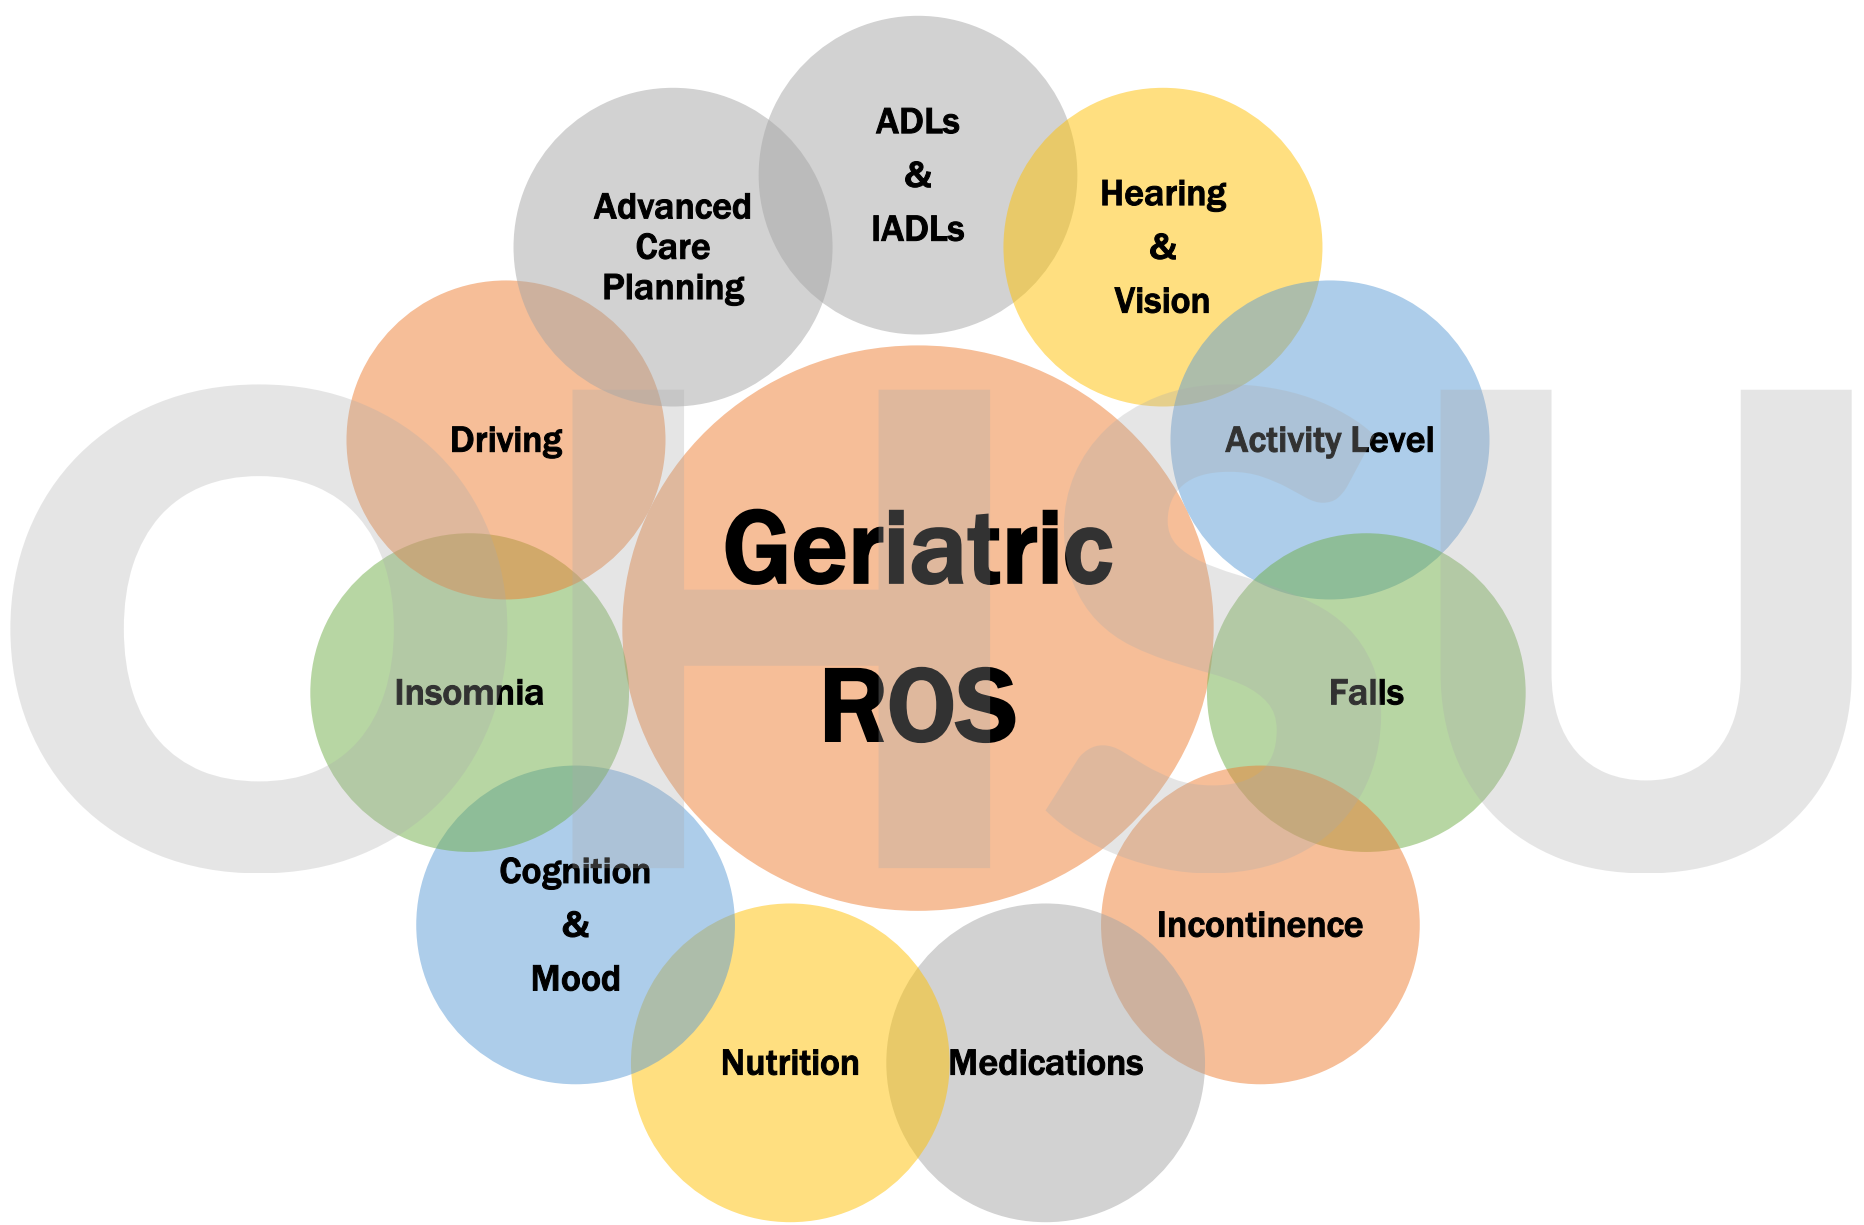 ADLs
&
IADLs
Hearing
&
Vision
Activity Level
Falls
Incontinence
Medications
Nutrition
Cognition
&
Mood
Insomnia
Driving
Advanced
Care
Planning
Geriatric
ROS
OHSU